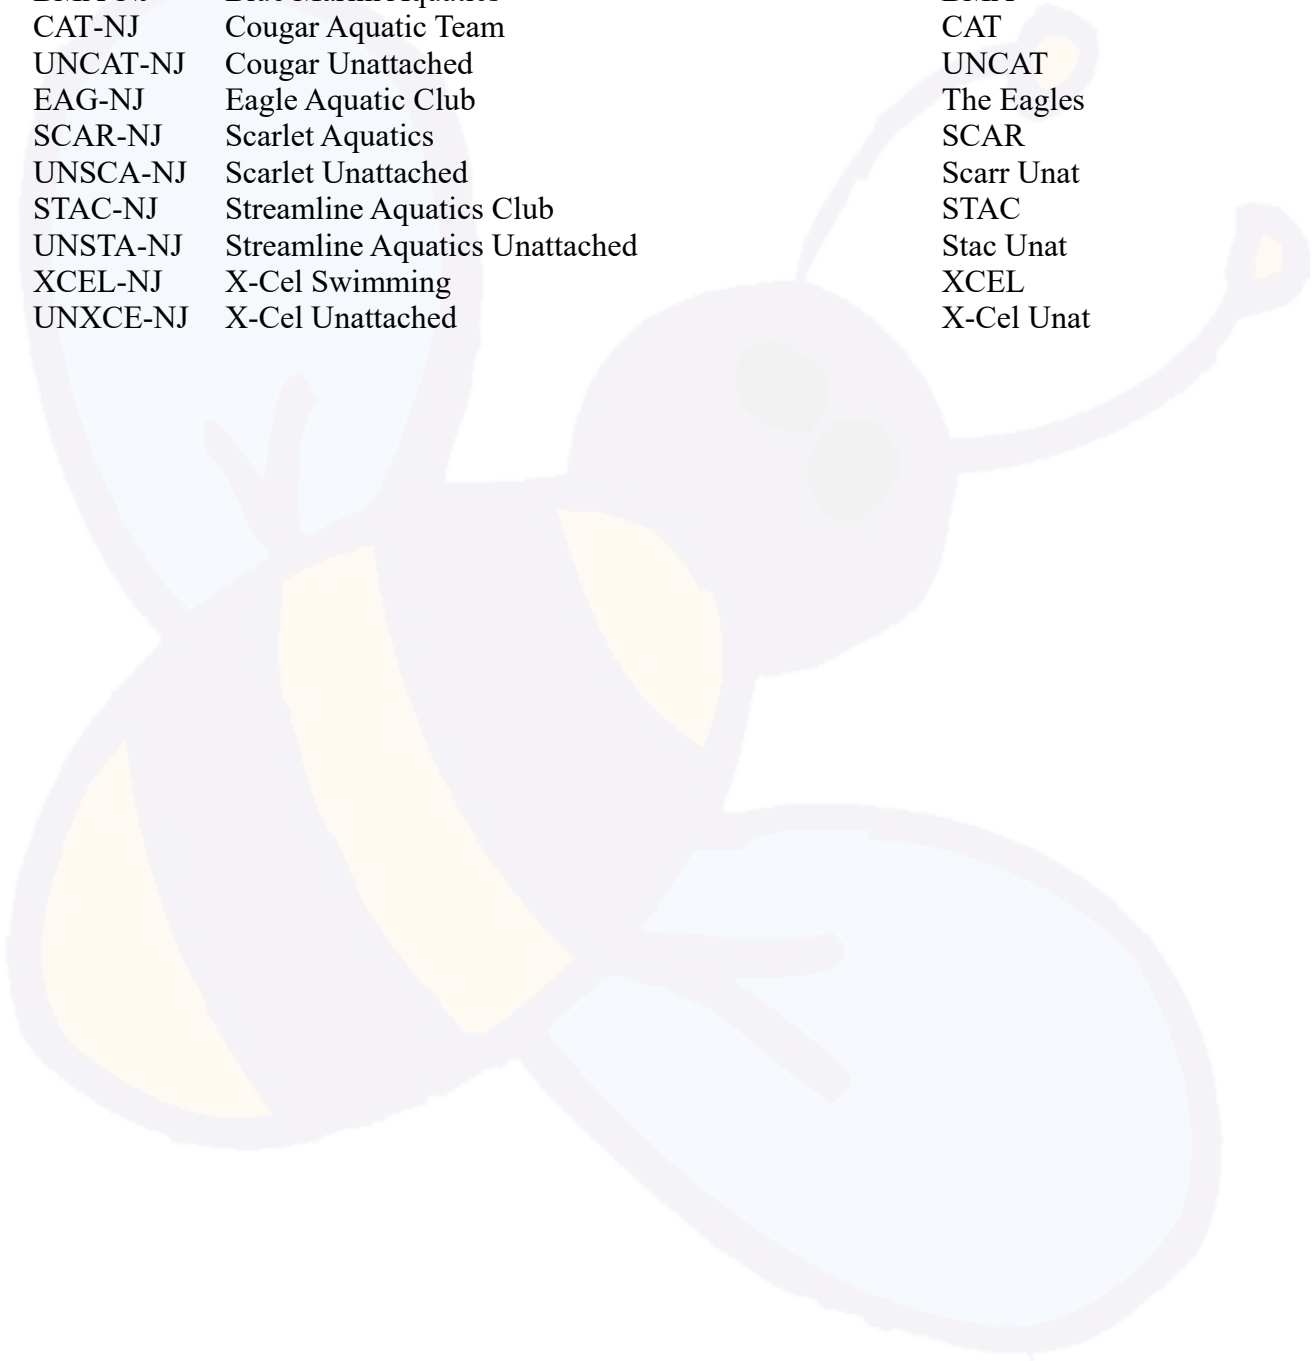 CAT-NJ Cougar Aquatic Team CAT
UNCAT-NJ Cougar Unattached UNCAT
EAG-NJ Eagle Aquatic Club The Eagles
SCAR-NJ Scarlet Aquatics SCAR
UNSCA-NJ Scarlet Unattached Scarr Unat
STAC-NJ Streamline Aquatics Club STAC
UNSTA-NJ Streamline Aquatics Unattached Stac Unat
XCEL-NJ X-Cel Swimming XCEL
UNXCE-NJ X-Cel Unattached X-Cel Unat